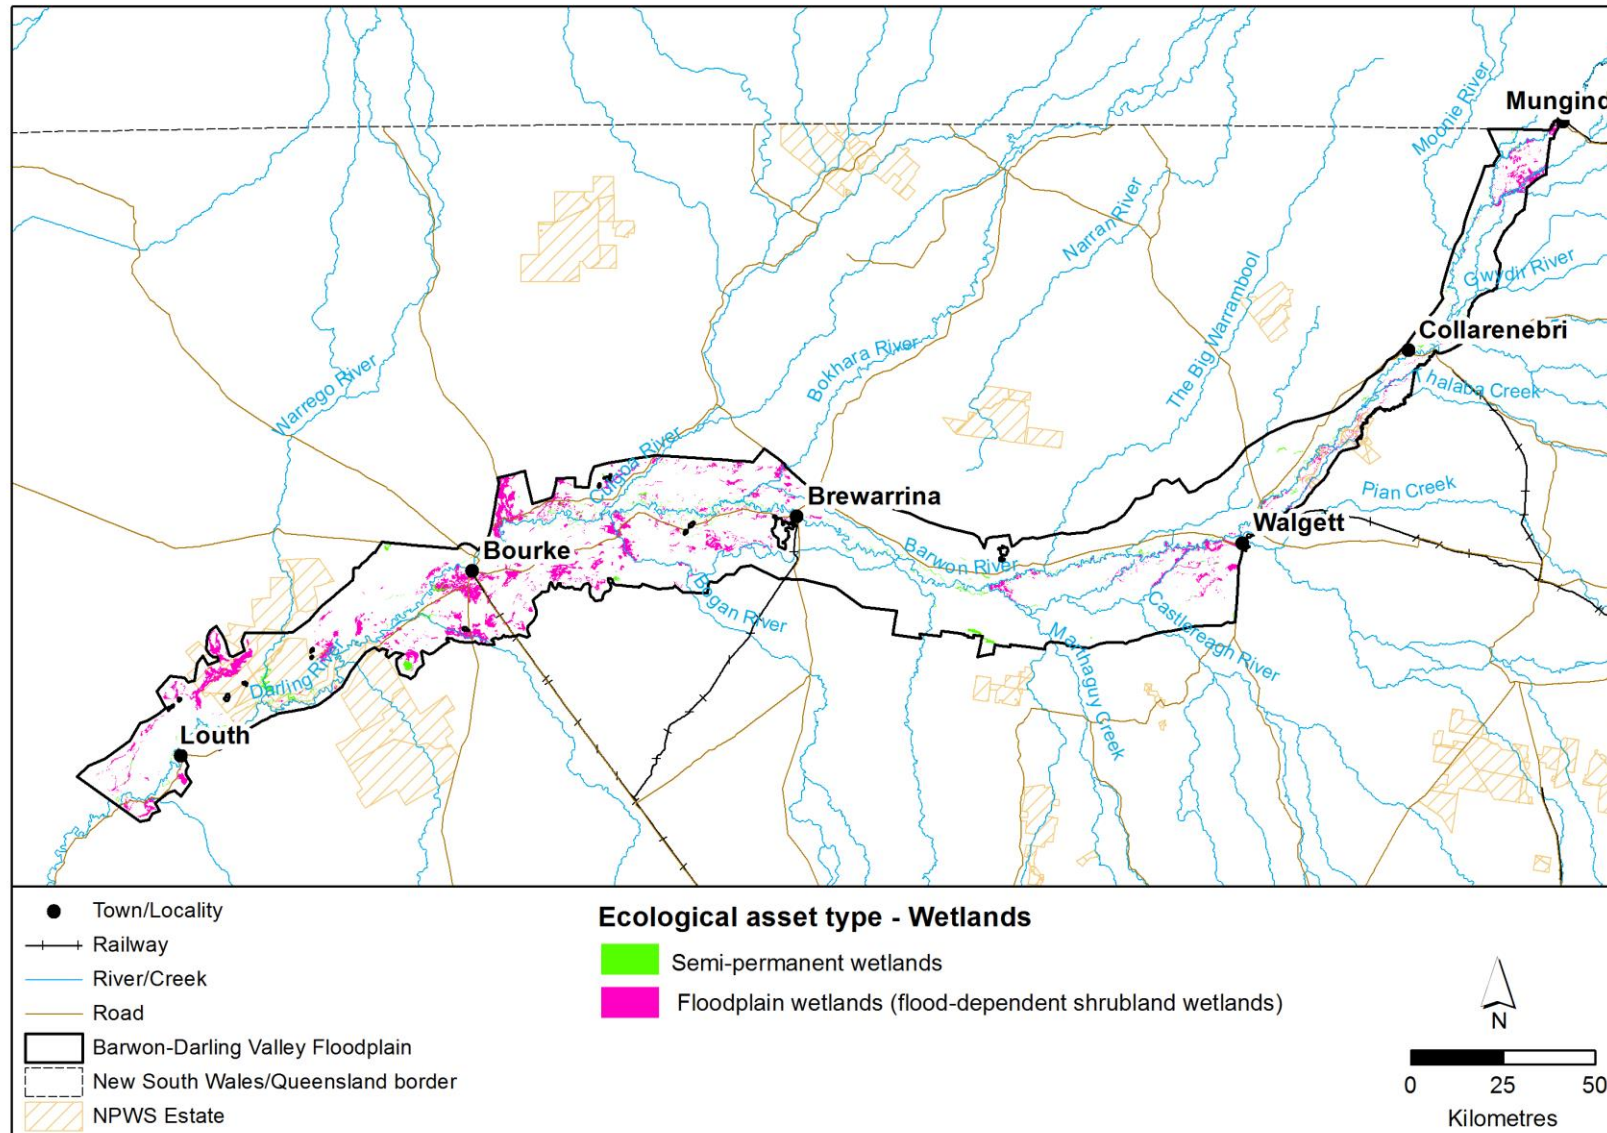 Mungind
Moonie River
Narran River
Gwydir River
The Big Warrambool
Collarenebri
Bokhara River
Warrego River
halaba Creek
Culgoa River
Pian Creek
Brewarrina
Walgett
Bourke
Barwon River
Bogan River
Castlereagh River
Marthaguy Creek
Darling River
Louth
Town/Locality
Railway
River/Creek
Road
Barwon-Darling Valley Floodplain
New South Wales/Queensland border
NPWS Estate
Ecological asset type - Wetlands
Semi-permanent wetlands
Floodplain wetlands (flood-dependent shrubland wetlands)
N
0 25 50
Kilometres